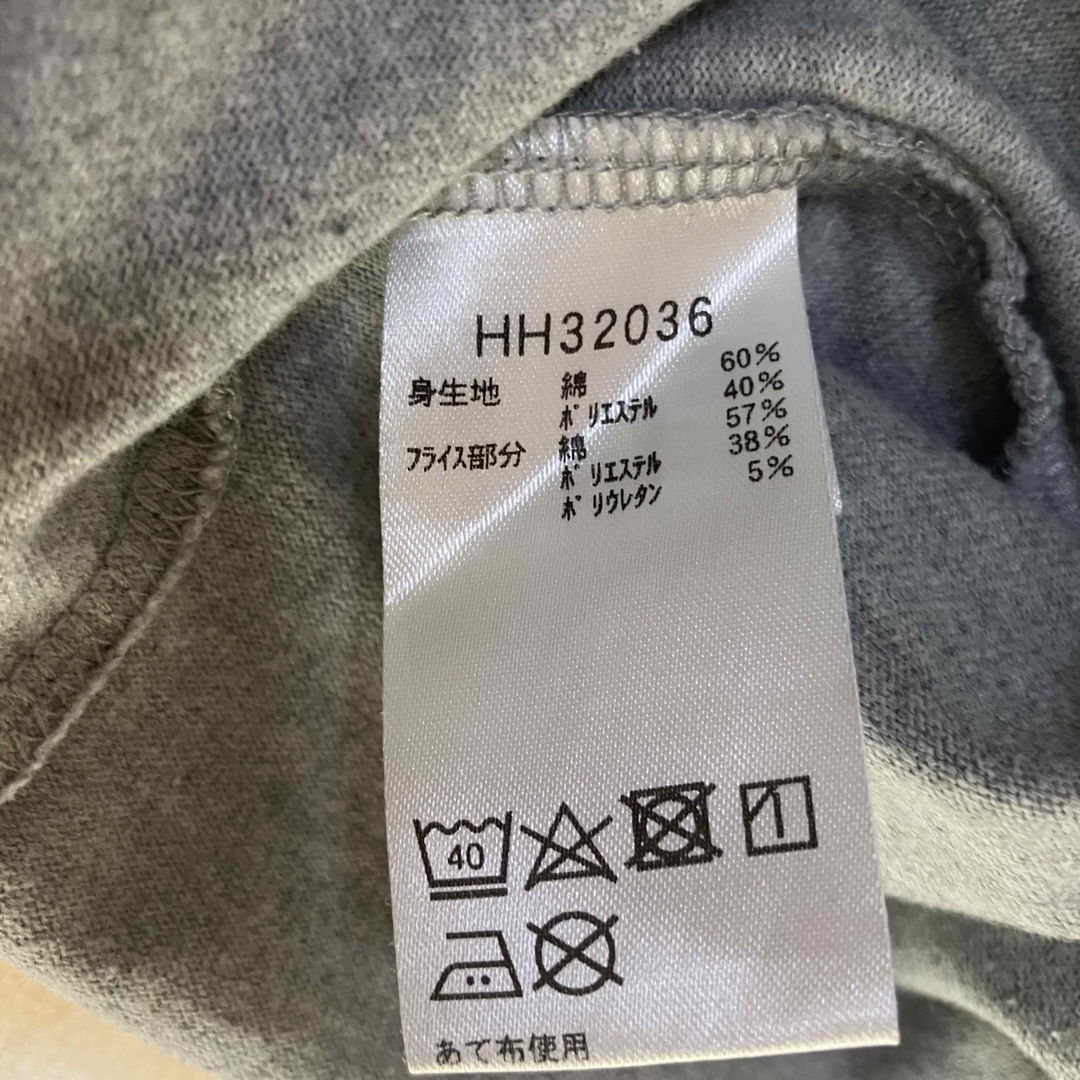 HH32036
身生地 綿 60%
ポリエステル 40%
フライス部分 綿 57%
ポリエステル 38%
ポリウレタン 5%
40
あて布使用